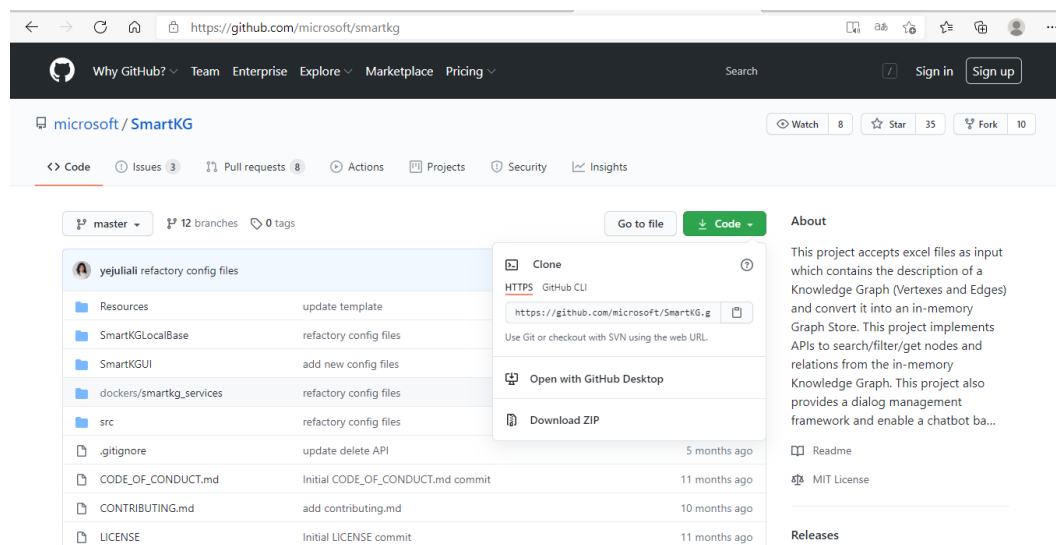 https://github.com/microsoft/smartkg
Why GitHub? Team Enterprise Explore Marketplace Pricing Search / Sign in Sign up
microsoft / SmartKG Watch 8 Star 35 Fork 10
Code Issues 3 Pull requests 8 Actions Projects Security Insights
master 12 branches 0 tags Go to file Code About
yejuliali refactory config files
Clone
HTTPS GitHub CLI
https://github.com/microsoft/SmartKG.g
Use Git or checkout with SVN using the web URL.
Open with GitHub Desktop
Download ZIP
Resources update template
SmartKGLocalBase refactory config files
SmartKGUI add new config files
dockers/smartkg_services refactory config files
src refactory config files
.gitignore update delete API 5 months ago
CODE_OF_CONDUCT.md Initial CODE_OF_CONDUCT.md commit 11 months ago
CONTRIBUTING.md add contributing.md 10 months ago
LICENSE Initial LICENSE commit 11 months ago
This project accepts excel files as input
which contains the description of a
Knowledge Graph (Vertexes and Edges)
and convert it into an in-memory
Graph Store. This project implements
APIs to search/filter/get nodes and
relations from the in-memory
Knowledge Graph. This project also
provides a dialog management
framework and enable a chatbot ba...
Readme
MIT License
Releases